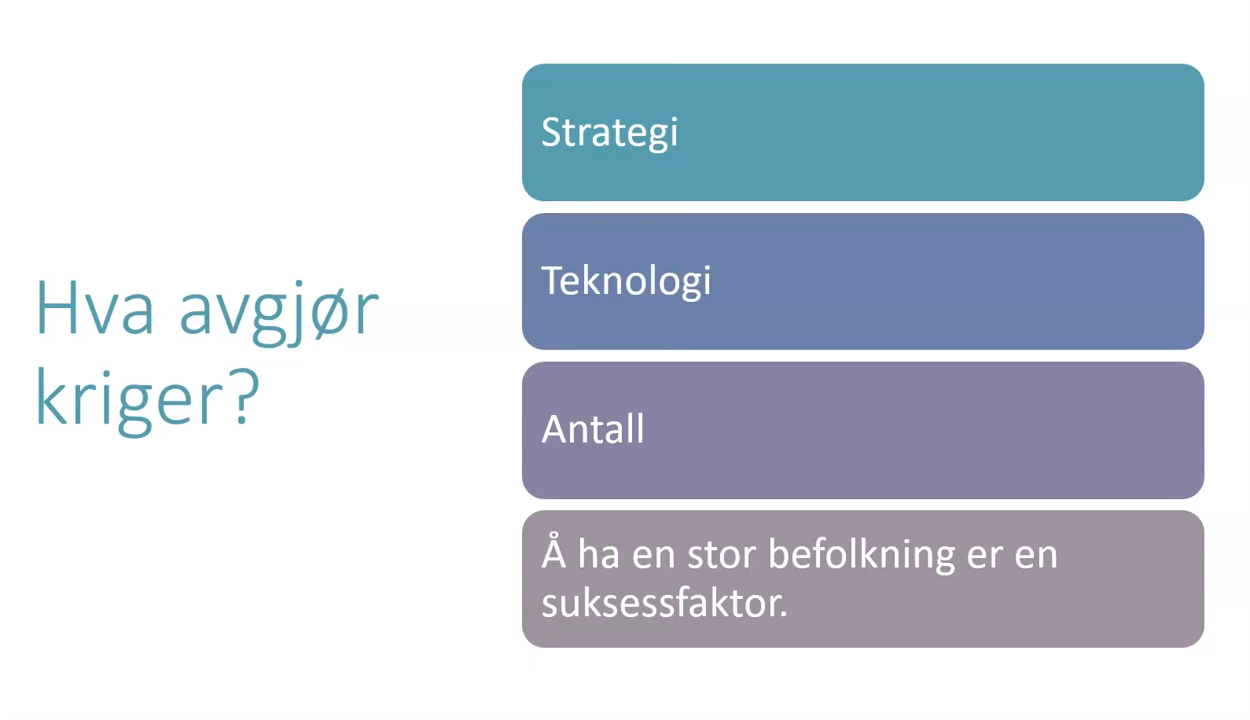 Hva avgjør
kriger?
Strategi
Teknologi
Antall
Å ha en stor befolkning er en
suksessfaktor.